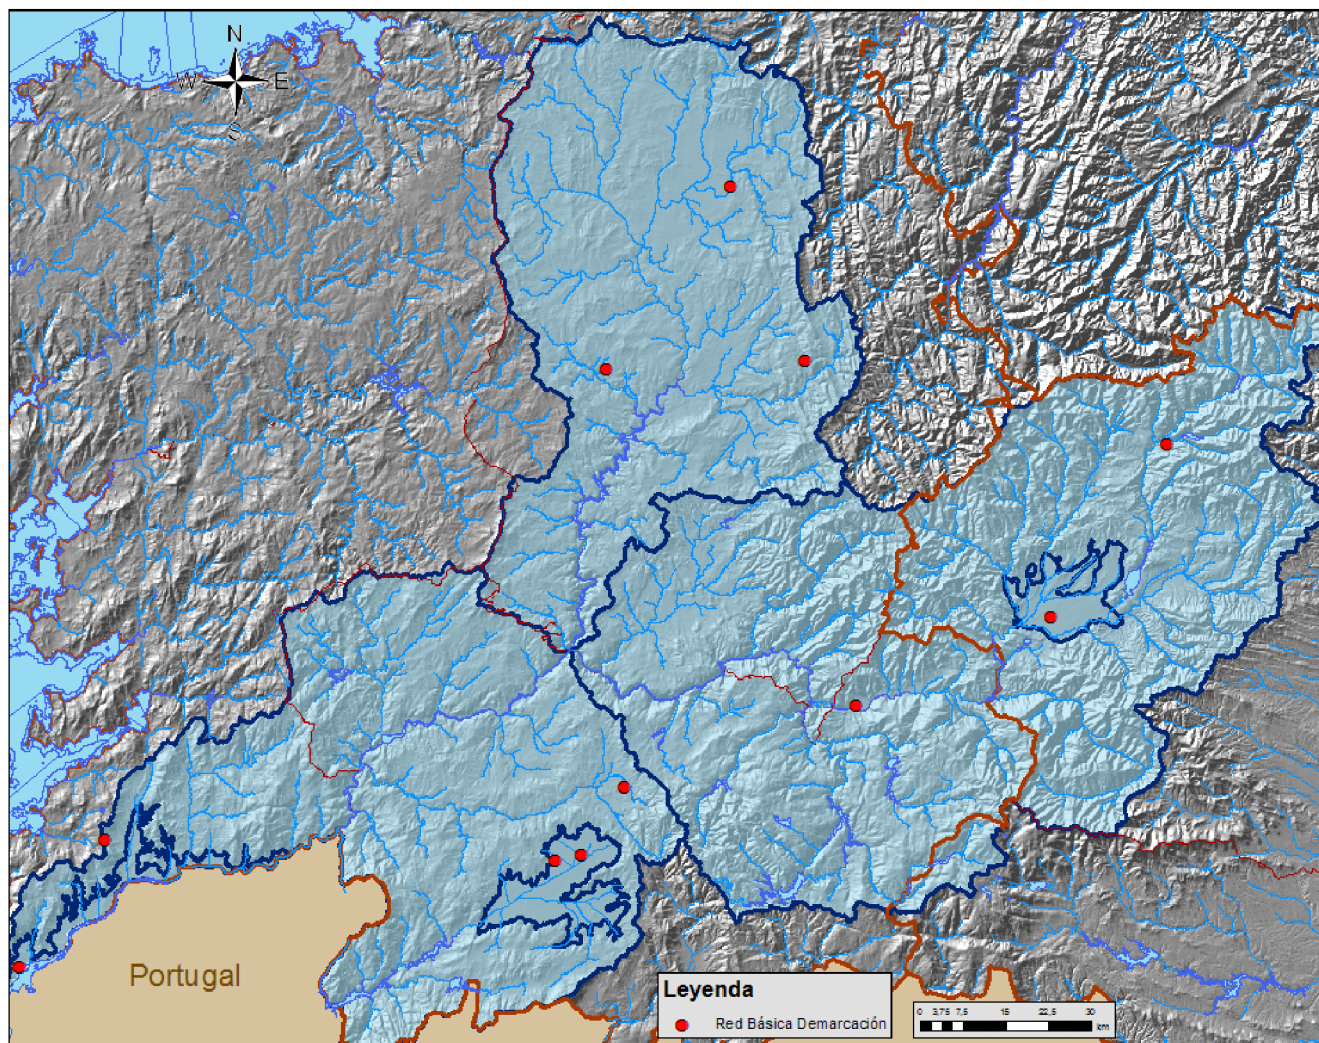 N
W E
S
Portugal
Leyenda
Red Básica Demarcación
0 3,75 7,5 15 22,5 30
km